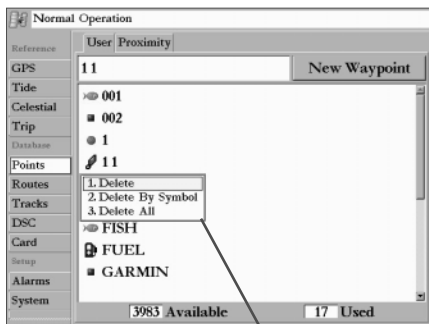 Normal Operation
Reference
GPS
Tide
Celestial
Trip
Database
Points
Routes
Tracks
DSC
Card
Setup
Alarms
System
User Proximity
11
New Waypoint
001
002
1
11
1. Delete
2. Delete By Symbol
3. Delete All
FISH
FUEL
GARMIN
3983 Available
17 Used